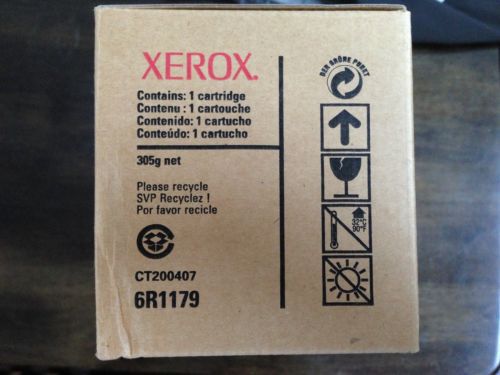 XEROX.
Contains: 1 cartridge
Contenu : 1 cartouche
Contenido: 1 cartucho
Conteúdo: 1 cartucho
305g net
Please recycle
SVP Recyclez !
Por favor recicle
CT200407
6R1179
DER GRÜNE PUNKT
32°C
90°F